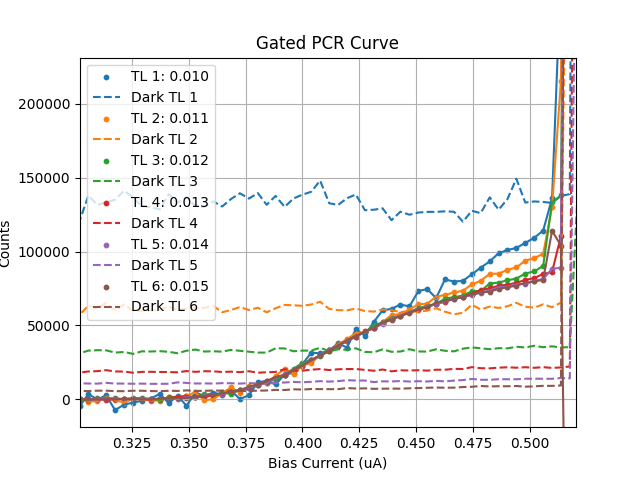 Gated PCR Curve
TL 1: 0.010
Dark TL 1
TL 2: 0.011
Dark TL 2
TL 3: 0.012
Dark TL 3
TL 4: 0.013
Dark TL 4
TL 5: 0.014
Dark TL 5
TL 6: 0.015
Dark TL 6
200000
150000
100000
50000
0
Counts
0.325 0.350 0.375 0.400 0.425 0.450 0.475 0.500
Bias Current (uA)